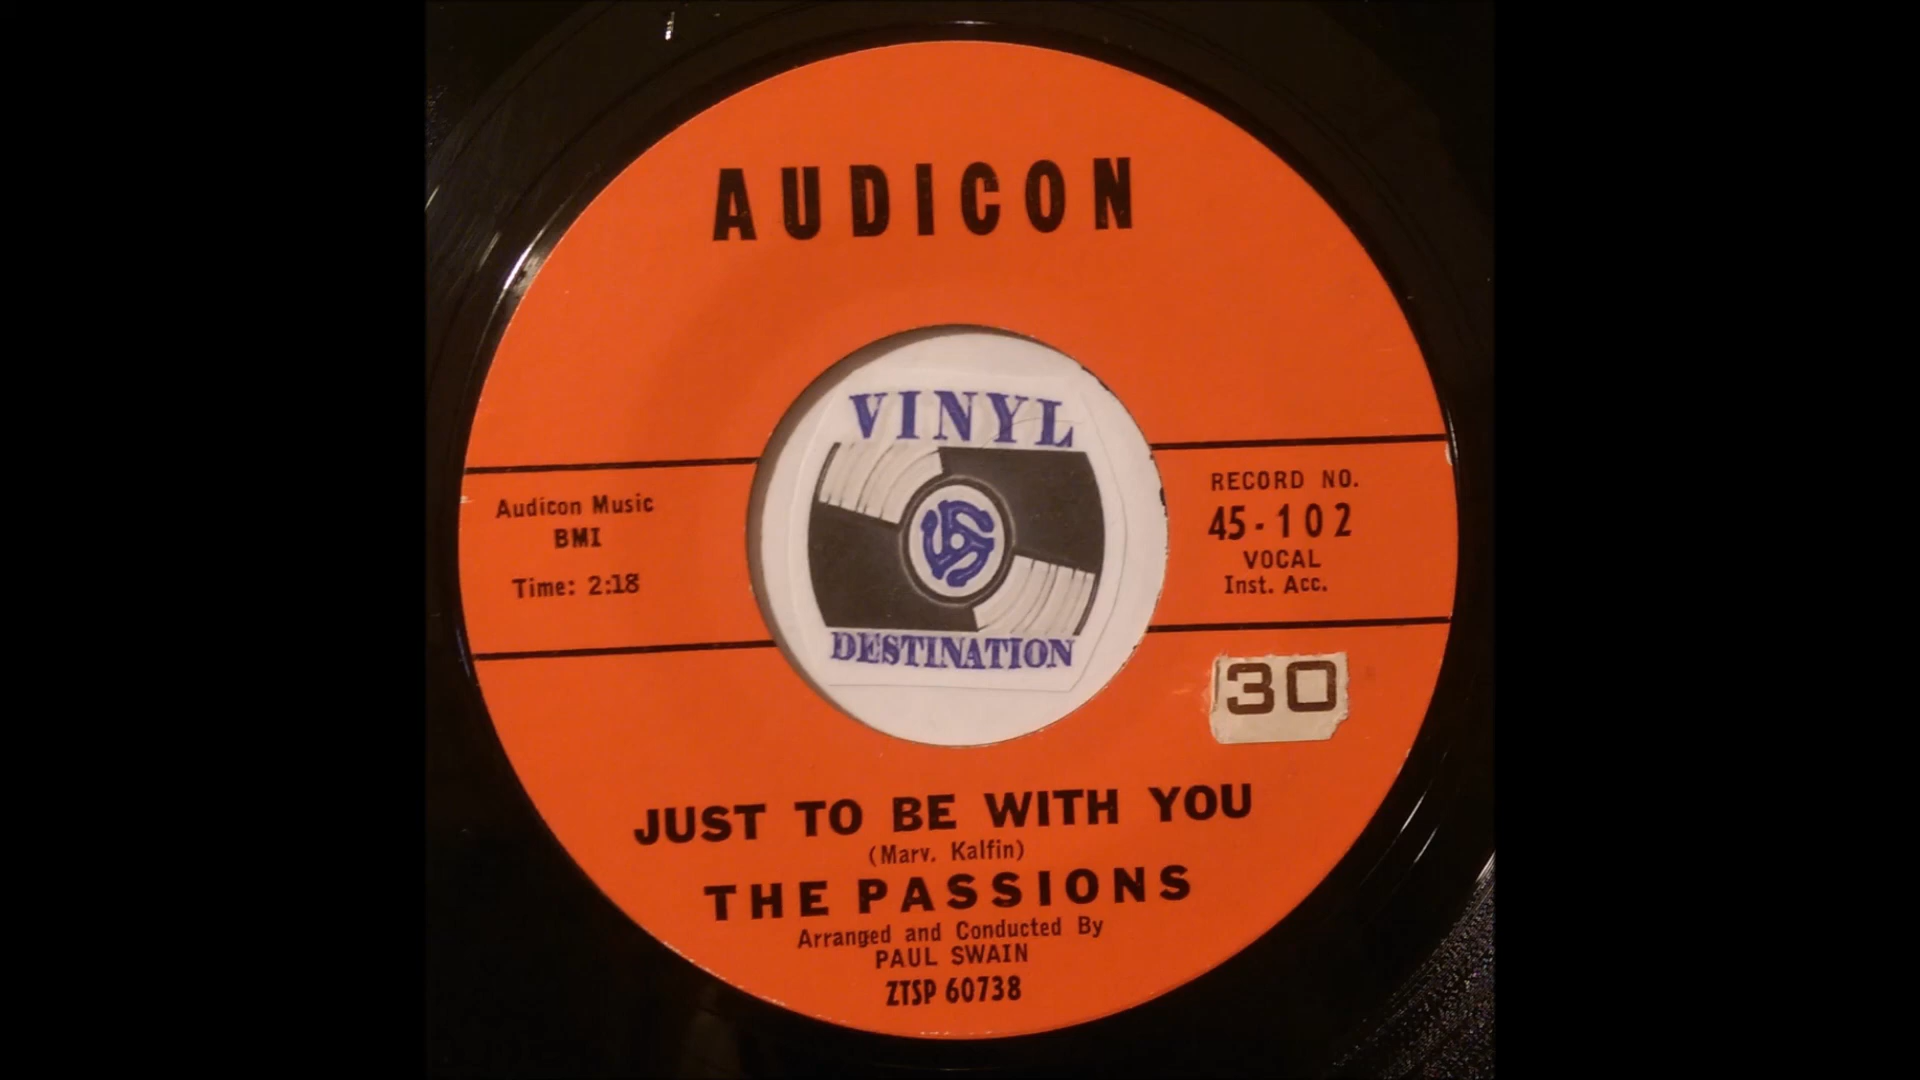 AUDICON
VINYL
DESTINATION
Audicon Music
BMI
Time: 2:18
RECORD NO.
45-102
VOCAL
Inst. Acc.
30
JUST TO BE WITH YOU
(Marv. Kalfin)
THE PASSIONS
Arranged and Conducted By
PAUL SWAIN
ZTSP 60738